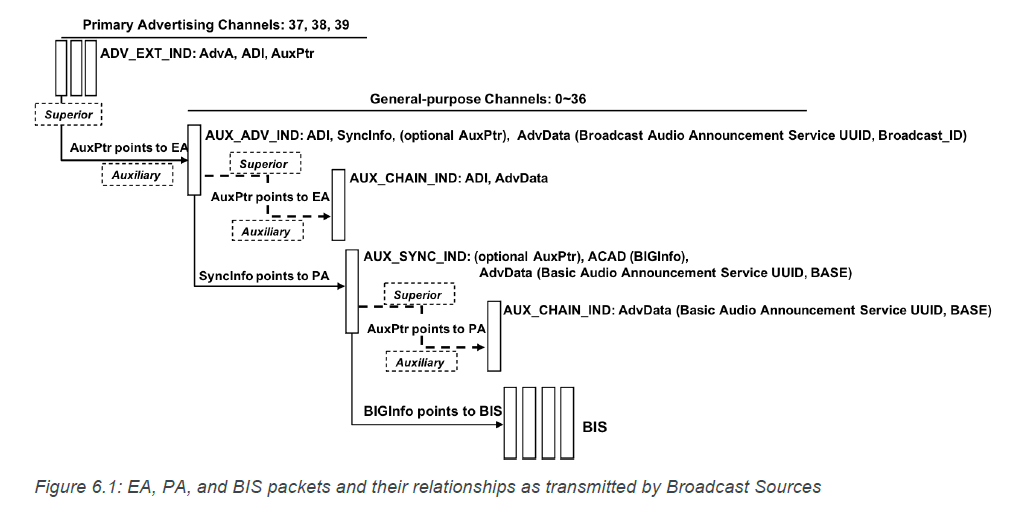 Primary Advertising Channels: 37, 38, 39
ADV_EXT_IND: AdvA, ADI, AuxPtr
Superior
General-purpose Channels: 0~36
AUX_ADV_IND: ADI, SyncInfo, (optional AuxPtr), AdvData (Broadcast Audio Announcement Service UUID, Broadcast_ID)
AuxPtr points to EA
Auxiliary
Superior
AUX_CHAIN_IND: ADI, AdvData
AuxPtr points to EA
Auxiliary
AUX_SYNC_IND: (optional AuxPtr), ACAD (BIGInfo),
AdvData (Basic Audio Announcement Service UUID, BASE)
SyncInfo points to PA
Superior
AUX_CHAIN_IND: AdvData (Basic Audio Announcement Service UUID, BASE)
AuxPtr points to PA
Auxiliary
BIGInfo points to BIS
BIS
Figure 6.1: EA, PA, and BIS packets and their relationships as transmitted by Broadcast Sources